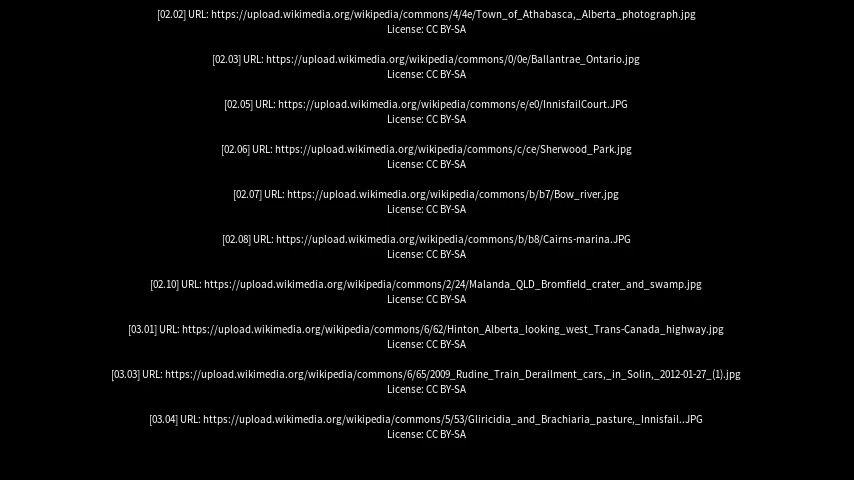 [02.02] URL: https://upload.wikimedia.org/wikipedia/commons/4/4e/Town_of_Athabasca,_Alberta_photograph.jpg
License: CC BY-SA
[02.03] URL: https://upload.wikimedia.org/wikipedia/commons/0/0e/Ballantrae_Ontario.jpg
License: CC BY-SA
[02.05] URL: https://upload.wikimedia.org/wikipedia/commons/e/e0/InnisfailCourt.JPG
License: CC BY-SA
[02.06] URL: https://upload.wikimedia.org/wikipedia/commons/c/ce/Sherwood_Park.jpg
License: CC BY-SA
[02.07] URL: https://upload.wikimedia.org/wikipedia/commons/b/b7/Bow_river.jpg
License: CC BY-SA
[02.08] URL: https://upload.wikimedia.org/wikipedia/commons/b/b8/Cairns-marina.JPG
License: CC BY-SA
[02.10] URL: https://upload.wikimedia.org/wikipedia/commons/2/24/Malanda_QLD_Bromfield_crater_and_swamp.jpg
License: CC BY-SA
[03.01] URL: https://upload.wikimedia.org/wikipedia/commons/6/62/Hinton_Alberta_looking_west_Trans-Canada_highway.jpg
License: CC BY-SA
[03.03] URL: https://upload.wikimedia.org/wikipedia/commons/6/65/2009_Rudine_Train_Derailment_cars,_in_Solin,_2012-01-27_(1).jpg
License: CC BY-SA
[03.04] URL: https://upload.wikimedia.org/wikipedia/commons/5/53/Gliricidia_and_Brachiaria_pasture,_Innisfail..JPG
License: CC BY-SA